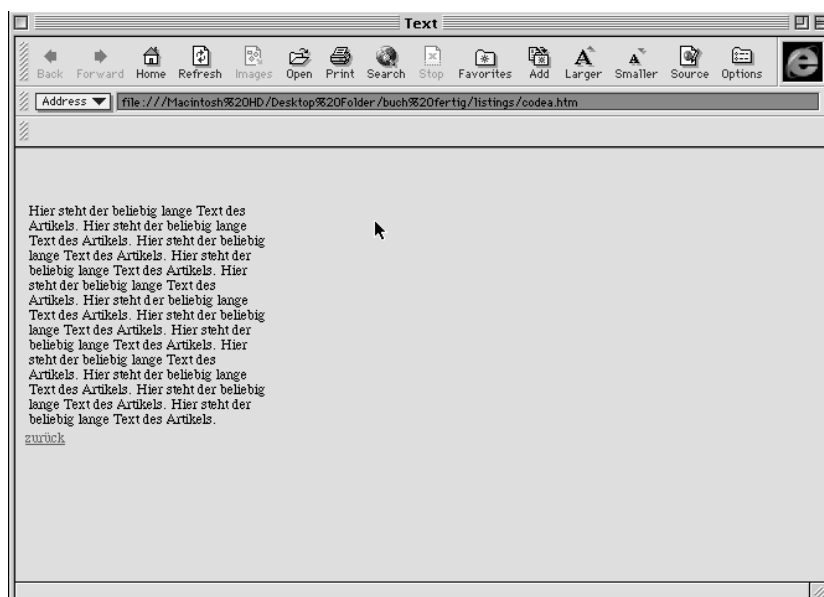 Text
Back Forward Home Refresh Images Open Print Search Stop Favorites Add Larger Smaller Source Options
Address file:///Macintosh%20HD/Desktop%20Folder/buch%20fertig/listings/codea.htm
Hier steht der beliebig lange Text des
Artikels. Hier steht der beliebig lange
Text des Artikels. Hier steht der beliebig
lange Text des Artikels. Hier steht der
beliebig lange Text des Artikels. Hier
steht der beliebig lange Text des
Artikels. Hier steht der beliebig lange
Text des Artikels. Hier steht der beliebig
lange Text des Artikels. Hier steht der
beliebig lange Text des Artikels. Hier
steht der beliebig lange Text des
Artikels. Hier steht der beliebig lange
Text des Artikels. Hier steht der beliebig
lange Text des Artikels. Hier steht der
beliebig lange Text des Artikels.
zurück